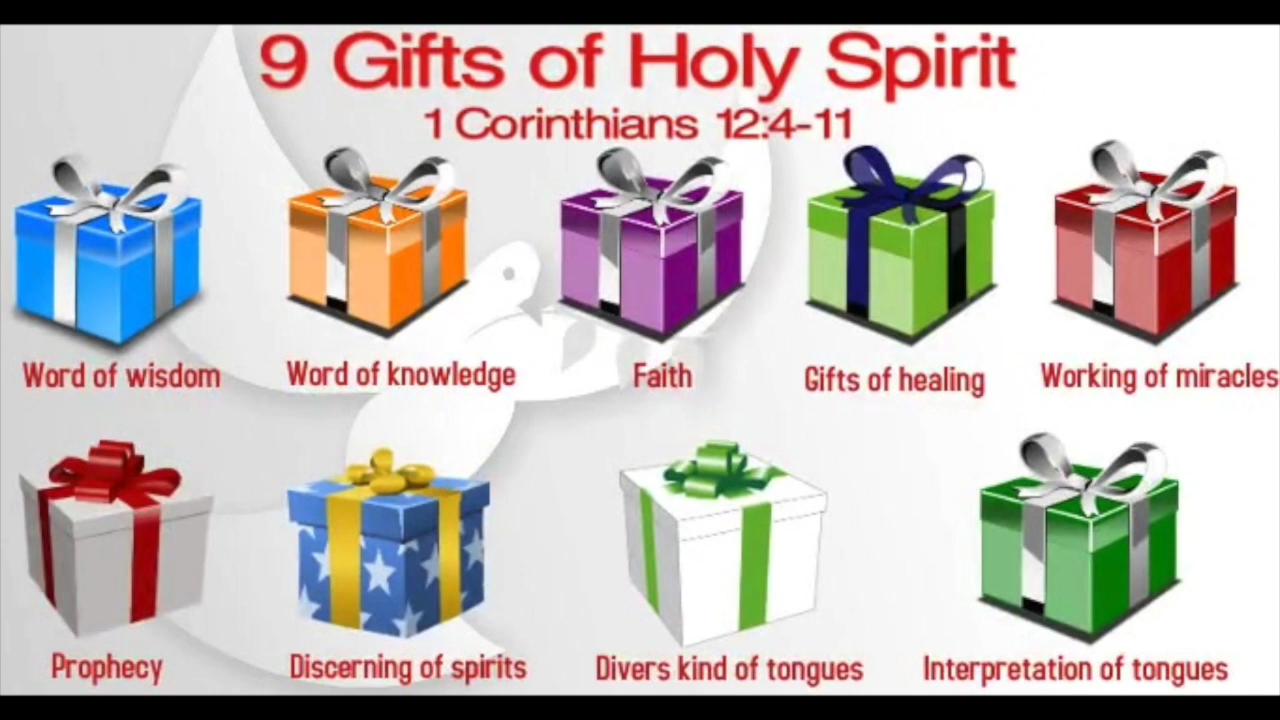 9 Gifts of Holy Spirit
1 Corinthians 12:4-11
Word of wisdom
Word of knowledge
Faith
Gifts of healing
Working of miracles
Prophecy
Discerning of spirits
Divers kind of tongues
Interpretation of tongues